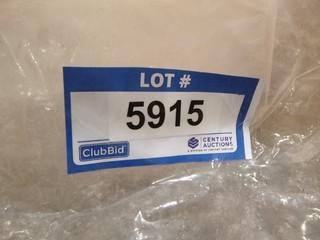 LOT #
5915
ClubBid
CENTURY
AUCTIONS